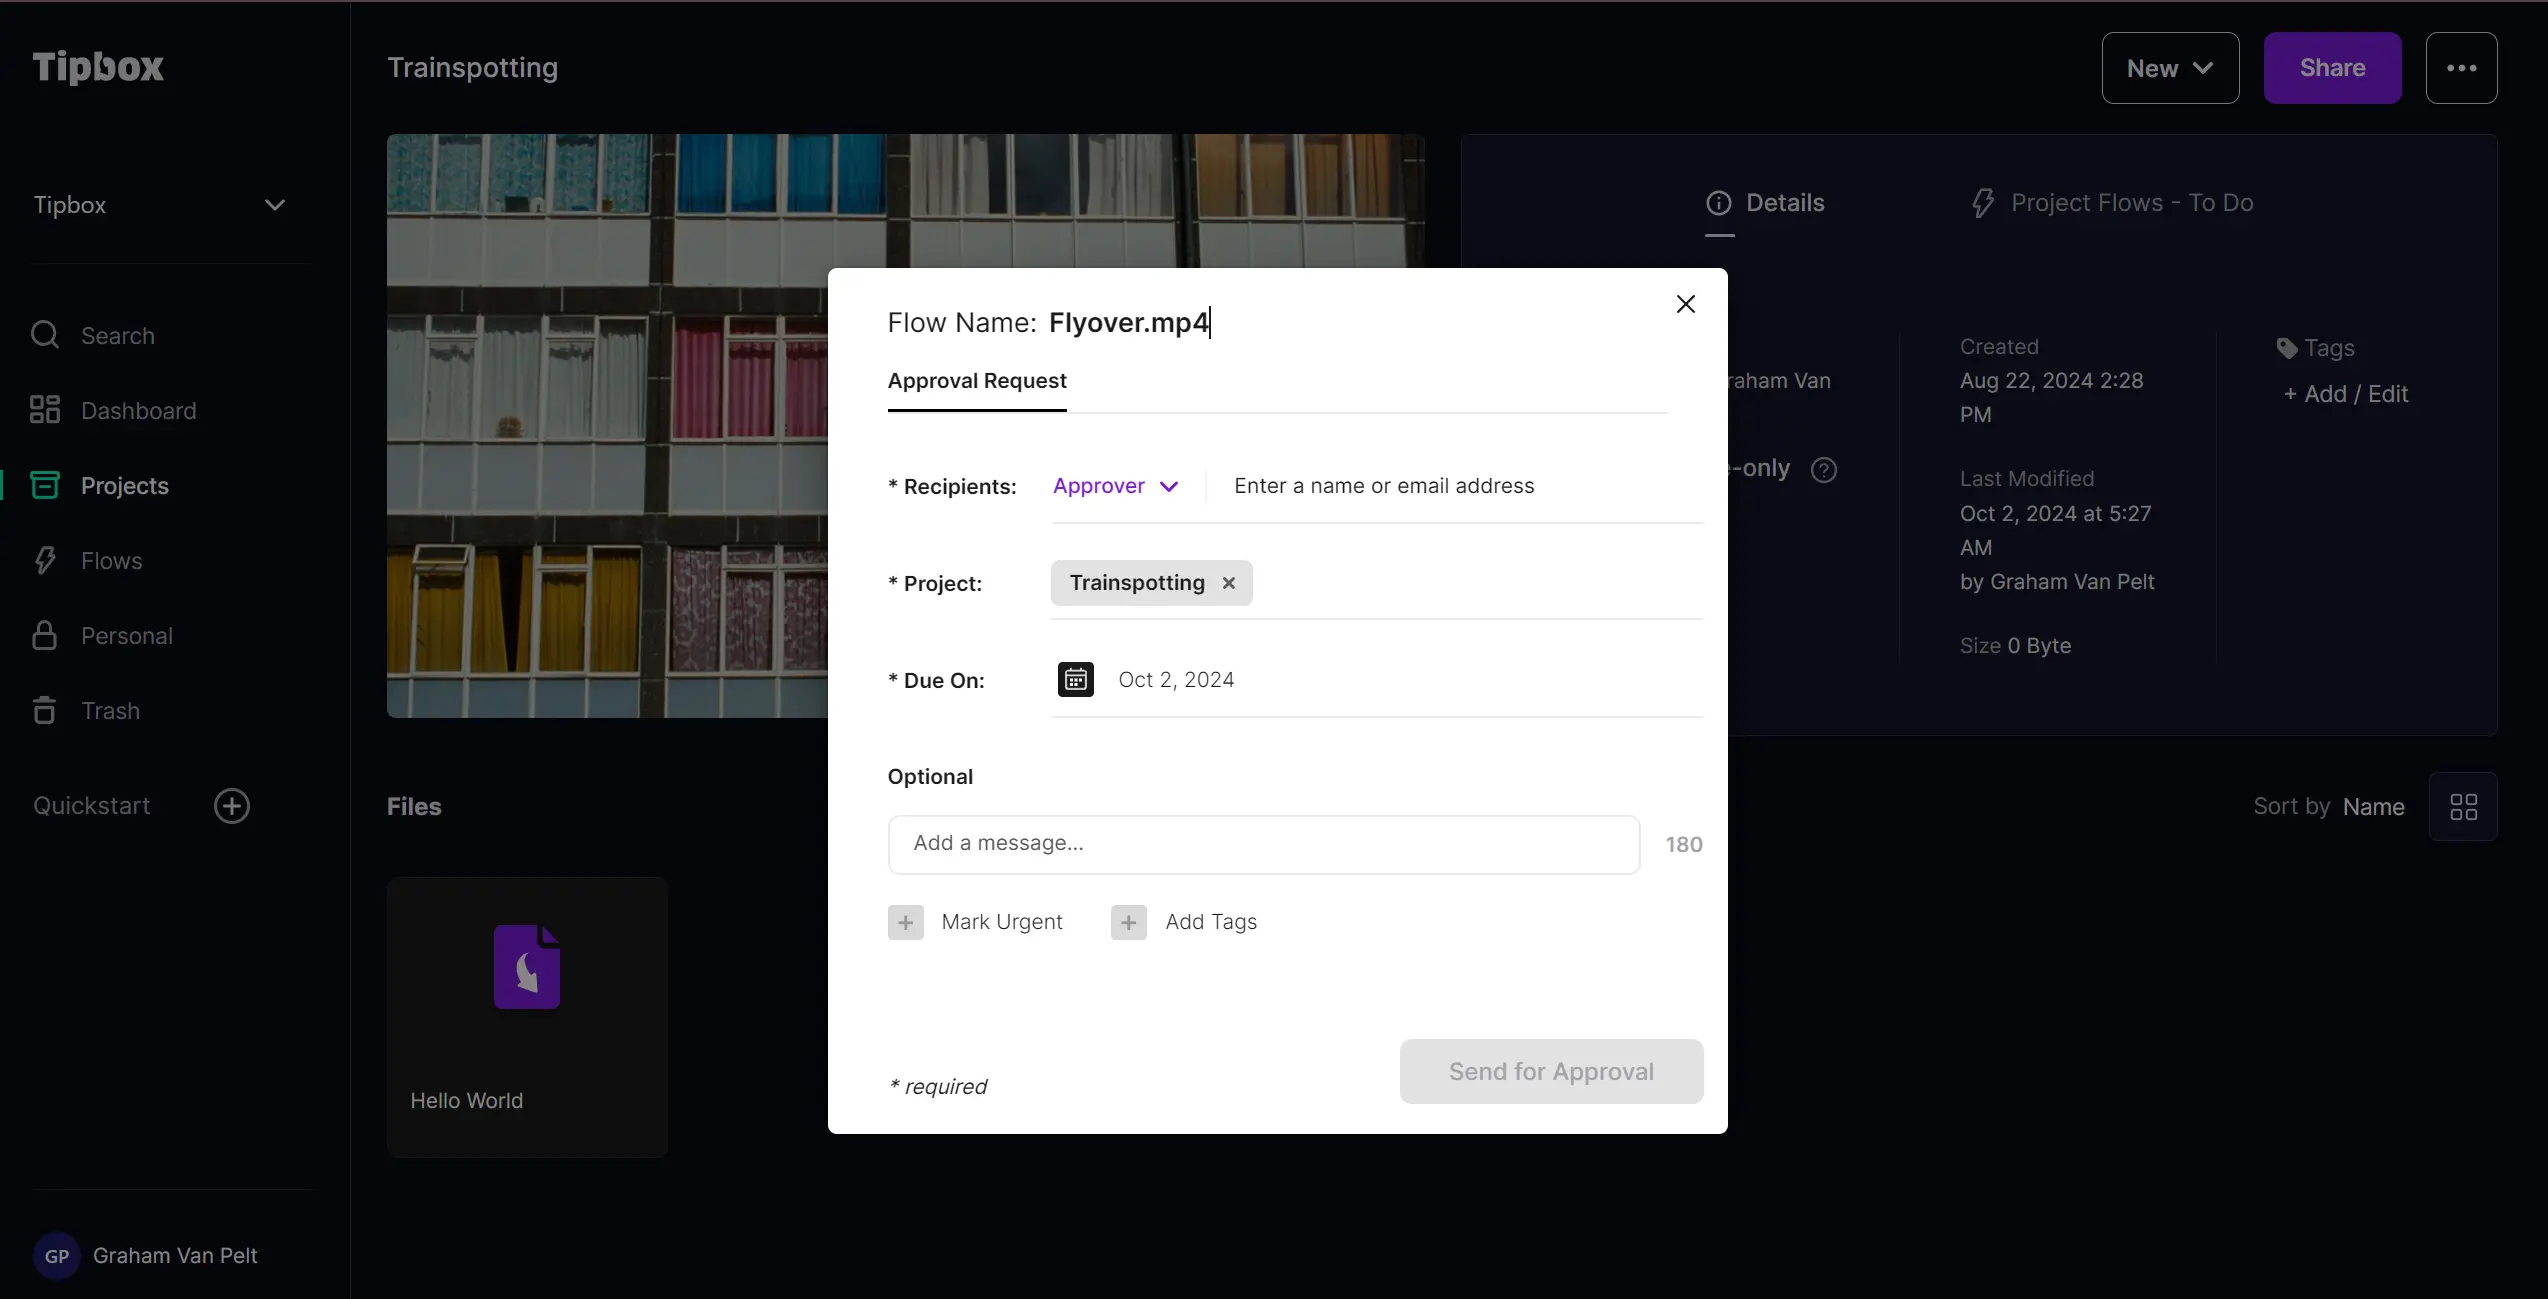 Tipbox
Trainspotting
New
Share
Tipbox
Details
Project Flows - To Do
Search
Dashboard
Projects
Flows
Personal
Trash
Quickstart
Flow Name: Flyover.mp4
Approval Request
* Recipients: Approver Enter a name or email address
* Project: Trainspotting
* Due On: Oct 2, 2024
Optional
Add a message... 180
Mark Urgent Add Tags
* required
Send for Approval
Van
-only
Created
Aug 22, 2024 2:28
PM
Last Modified
Oct 2, 2024 at 5:27
AM
by Graham Van Pelt
Size 0 Byte
Tags
+ Add / Edit
Files
Sort by Name
Hello World
GP Graham Van Pelt